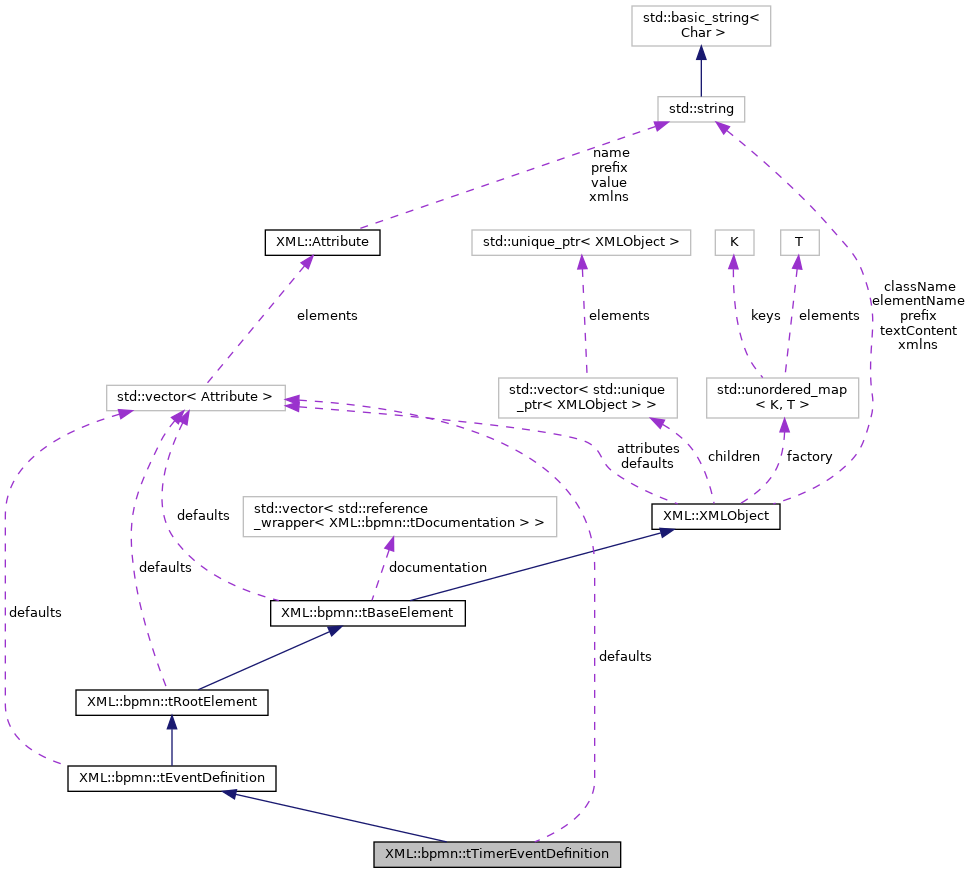 std::basic_string<
Char >
std::string
name
prefix
value
xmlns
XML::Attribute
std::unique_ptr< XMLObject >
K
T
className
elementName
prefix
textContent
xmlns
elements
elements
keys
elements
std::vector< Attribute >
std::vector< std::unique
_ptr< XMLObject > >
std::unordered_map
< K, T >
attributes
defaults
children
factory
std::vector< std::reference
_wrapper< XML::bpmn::tDocumentation > >
defaults
XML::XMLObject
defaults
documentation
defaults
XML::bpmn::tBaseElement
defaults
XML::bpmn::tRootElement
XML::bpmn::tEventDefinition
XML::bpmn::tTimerEventDefinition